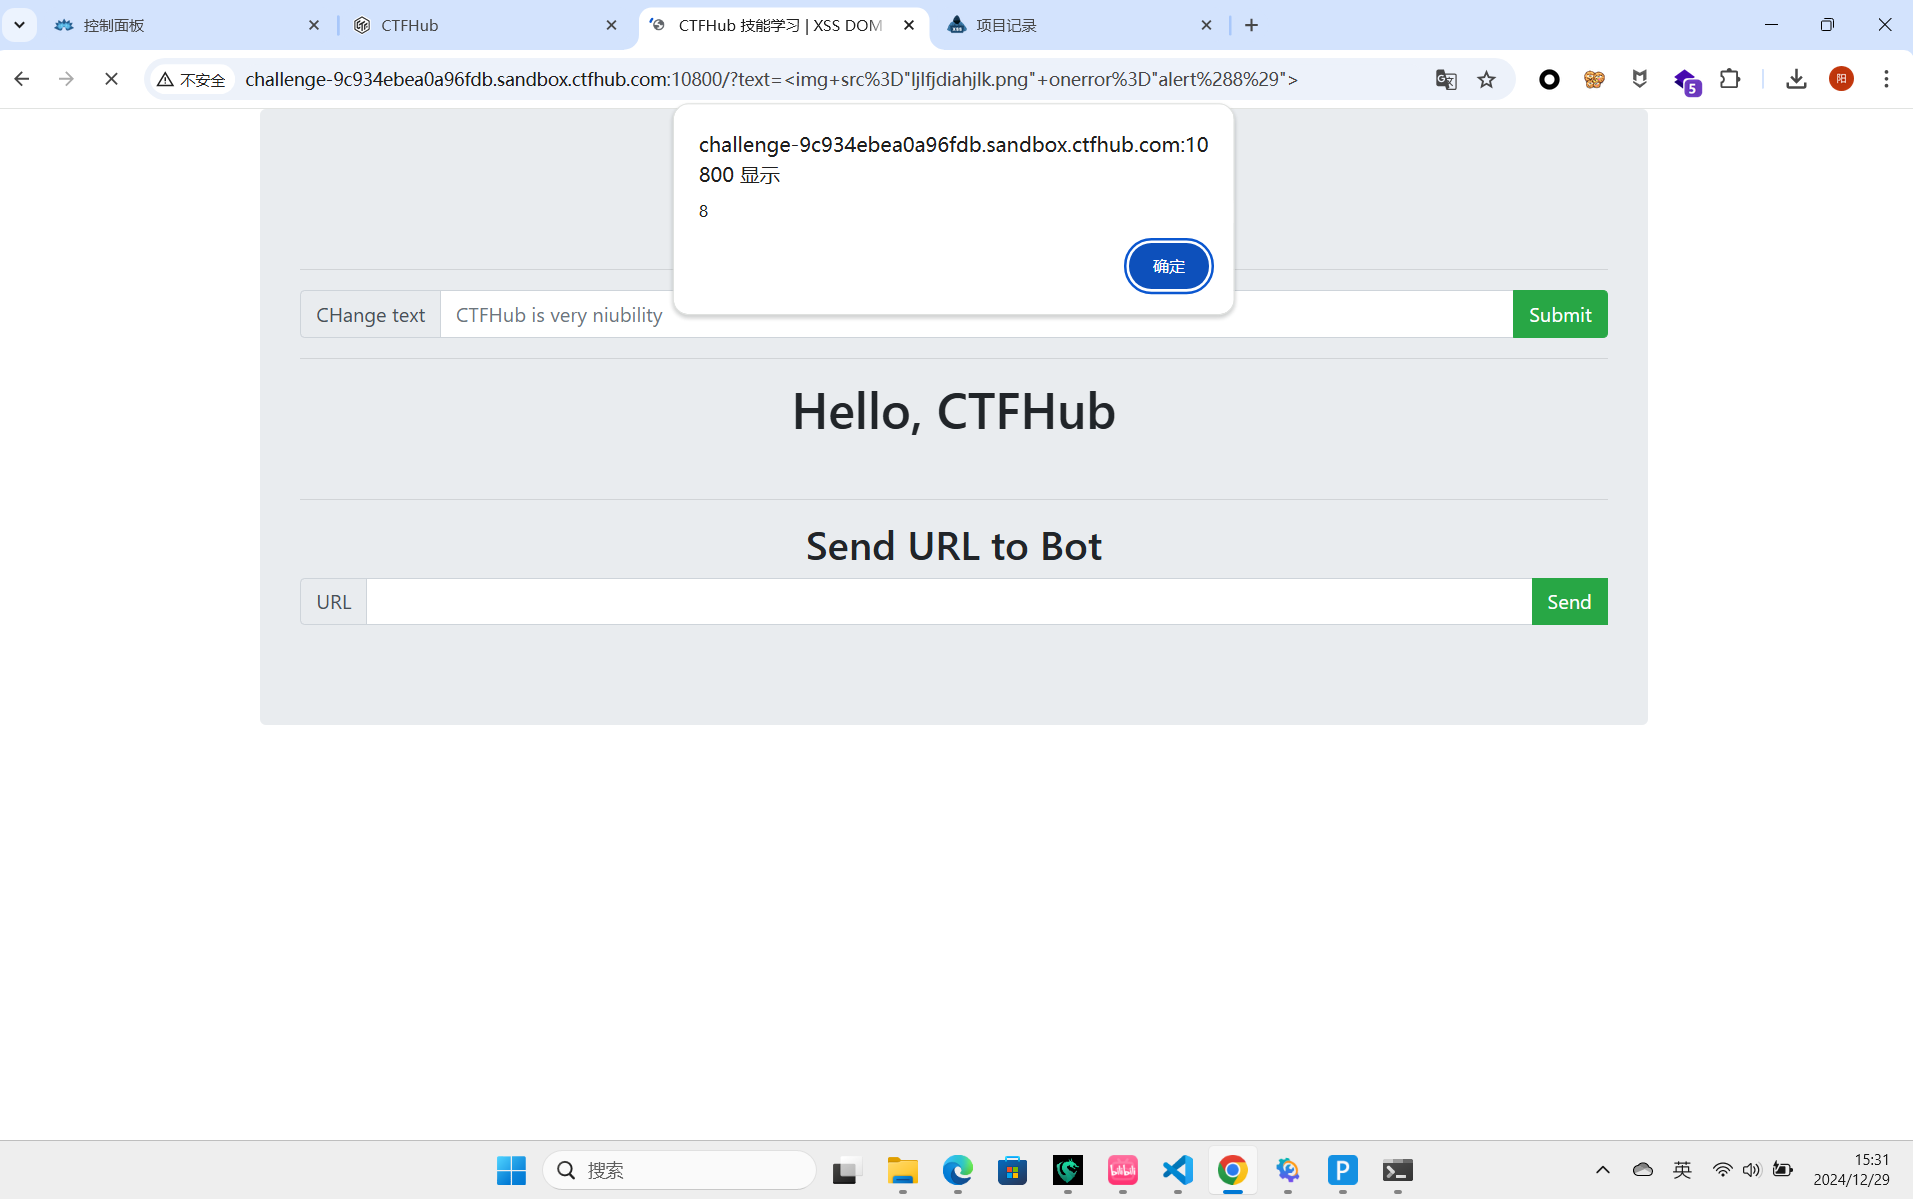 控制面板
CTFHub
CTFHub 技能学习 | XSS DOM
项目记录
不安全
challenge-9c934ebea0a96fdb.sandbox.ctfhub.com:10800/?text=<img+src%3D"ljlfjdiahjlk.png"+onerror%3D"alert%288%29">
5
阳
challenge-9c934ebea0a96fdb.sandbox.ctfhub.com:10
800 显示
8
确定
CHange text
CTFHub is very niubility
Submit
Hello, CTFHub
Send URL to Bot
URL
Send
搜索
bilibili
P
英
15:31
2024/12/29